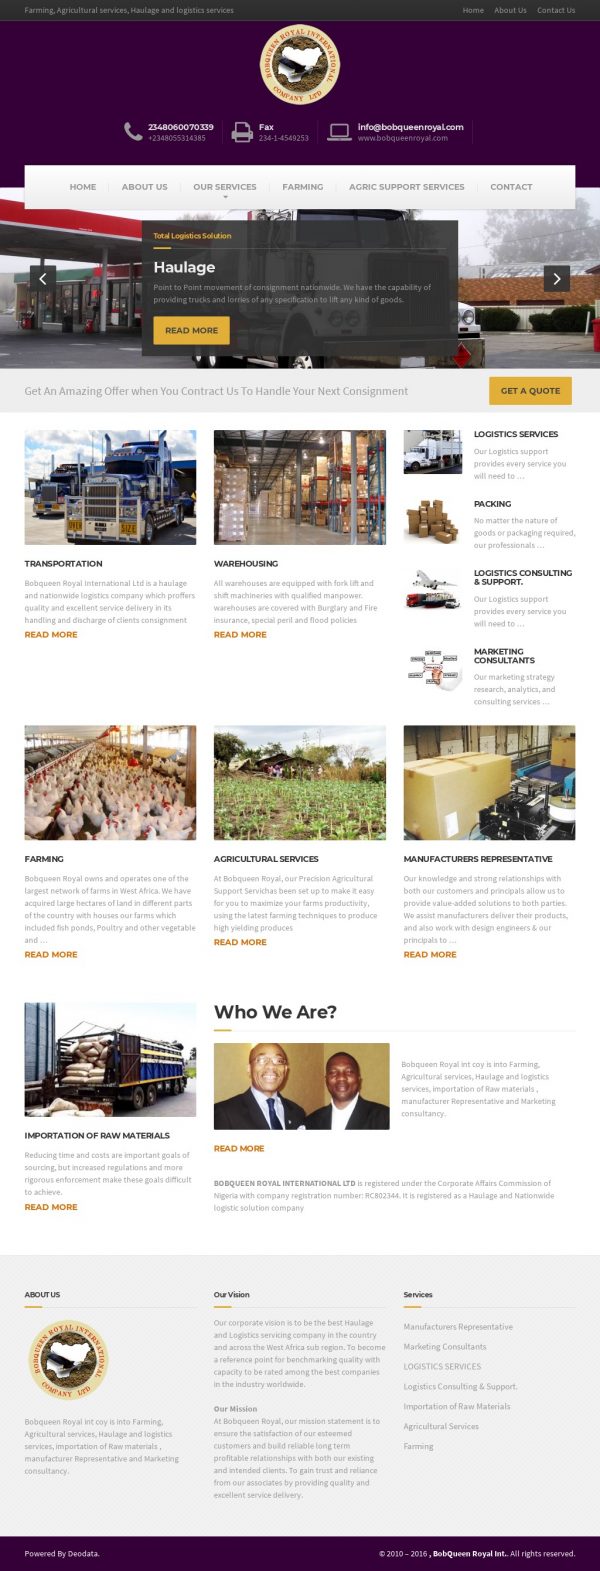 Farming, Agricultural services, Haulage and logistics services
Home About Us Contact Us
BOBQUEEN ROYAL INTERNATIONAL
COMPANY LTD
2348060070339
+2348055314385
Fax
234-1-4549253
info@bobqueenroyal.com
www.bobqueenroyal.com
HOME ABOUT US OUR SERVICES FARMING AGRIC SUPPORT SERVICES CONTACT
Total Logistics Solution
Haulage
Point to Point movement of consignment nationwide. We have the capability of
providing trucks and lorries of any specification to lift any kind of goods.
READ MORE
Get An Amazing Offer when You Contract Us To Handle Your Next Consignment
GET A QUOTE
OVER SIZE
TRANSPORTATION
Bobqueen Royal International Ltd is a haulage
and nationwide logistics company which proffers
quality and excellent service delivery in its
handling and discharge of clients consignment
READ MORE
WAREHOUSING
All warehouses are equipped with fork lift and
shift machineries with qualified manpower.
warehouses are covered with Burglary and Fire
insurance, special peril and flood policies
READ MORE
LOGISTICS SERVICES
Our Logistics support
provides every service you
will need to …
PACKING
No matter the nature of
goods or packaging required,
our professionals …
LOGISTICS CONSULTING
& SUPPORT.
Our Logistics support
provides every service you
will need to …
MARKETING
CONSULTANTS
Our marketing strategy
research, analytics, and
consulting services …
FARMING
Bobqueen Royal owns and operates one of the
largest network of farms in West Africa. We have
acquired large hectares of land in different parts
of the country with houses our farms which
included fish ponds, Poultry and other vegetable
and …
READ MORE
AGRICULTURAL SERVICES
At Bobqueen Royal, our Precision Agricultural
Support Servichas been set up to make it easy
for you to maximize your farms productivity,
using the latest farming techniques to produce
high yielding produces
READ MORE
MANUFACTURERS REPRESENTATIVE
Our knowledge and strong relationships with
both our customers and principals allow us to
provide value-added solutions to both parties.
We assist manufacturers deliver their products,
and also work with design engineers & our
principals to …
READ MORE
IMPORTATION OF RAW MATERIALS
Reducing time and costs are important goals of
sourcing, but increased regulations and more
rigorous enforcement make these goals difficult
to achieve.
READ MORE
Who We Are?
Bobqueen Royal int coy is into Farming,
Agricultural services, Haulage and logistics
services, importation of Raw materials ,
manufacturer Representative and Marketing
consultancy.
READ MORE
BOBQUEEN ROYAL INTERNATIONAL LTD is registered under the Corporate Affairs Commission of
Nigeria with company registration number: RC802344. It is registered as a Haulage and Nationwide
logistic solution company
ABOUT US
BOBQUEEN ROYAL INTERNATIONAL
COMPANY LTD
Bobqueen Royal int coy is into Farming,
Agricultural services, Haulage and logistics
services, importation of Raw materials ,
manufacturer Representative and Marketing
consultancy.
Our Vision
Our corporate vision is to be the best Haulage
and Logistics servicing company in the country
and across the West Africa sub region. To become
a reference point for benchmarking quality with
capacity to be rated among the best companies
in the industry worldwide.
Our Mission
At Bobqueen Royal, our mission statement is to
ensure the satisfaction of our esteemed
customers and build reliable long term
profitable relationships with both our existing
and intended clients. To gain trust and reliance
from our associates by providing quality and
excellent service delivery.
Services
Manufacturers Representative
Marketing Consultants
LOGISTICS SERVICES
Logistics Consulting & Support.
Importation of Raw Materials
Agricultural Services
Farming
Powered By Deodata.
© 2010 – 2016 , BobQueen Royal Int.. All rights reserved.